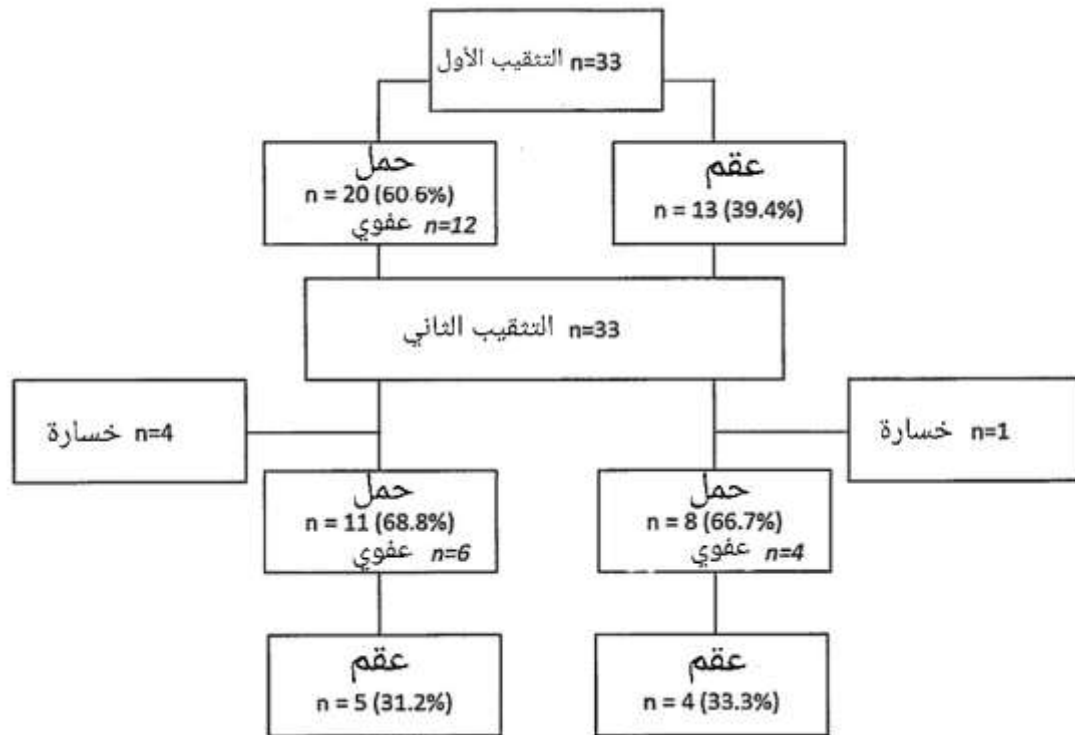 التثقيب الأول n=33
حمل
n = 20 (60.6%)
عفوي n=12
عقم
n = 13 (39.4%)
التثقيب الثاني n=33
خسارة n=4
خسارة n=1
حمل
n = 11 (68.8%)
عفوي n=6
حمل
n = 8 (66.7%)
عفوي n=4
عقم
n = 5 (31.2%)
عقم
n = 4 (33.3%)